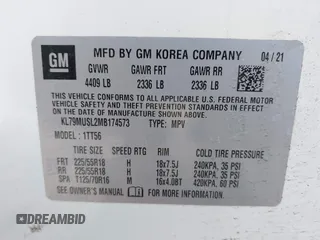 GM
MFD BY GM KOREA COMPANY 04/21
GVWR GAWR FRT GAWR RR
4409 LB 2336 LB 2336 LB
THIS VEHICLE CONFORMS TO ALL APPLICABLE
U.S. FEDERAL MOTOR VEHICLE SAFETY, BUMPER,
AND THEFT PREVENTION STANDARDS IN EFFECT ON
THE DATE OF MANUFACTURE SHOWN ABOVE.
KL79MUSL2MB174573 TYPE: MPV
MODEL: 1TT56
TIRE SIZE SPEED RTG RIM COLD TIRE PRESSURE
FRT 225/55R18 H 18x7.5J 240KPA, 35 PSI
RR 225/55R18 H 18x7.5J 240KPA, 35 PSI
SPA T125/70R16 M 16x4.0BT 420KPA, 60 PSI
SEE OWNER'S MANUAL FOR MORE INFORMATION.
DREAMBID